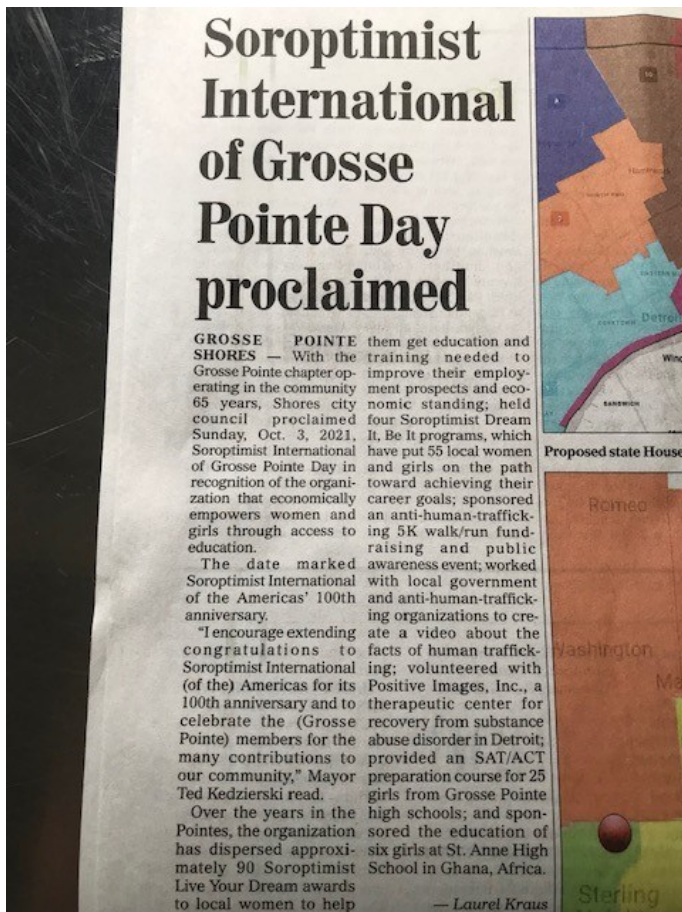 Soroptimist
International
of Grosse
Pointe Day
proclaimed
GROSSE POINTE
SHORES — With the
Grosse Pointe chapter op-
erating in the community
65 years, Shores city
council proclaimed
Sunday, Oct. 3, 2021,
Soroptimist International
of Grosse Pointe Day in
recognition of the organi-
zation that economically
empowers women and
girls through access to
education.
The date marked
Soroptimist International
of the Americas' 100th
anniversary.
"I encourage extending
congratulations to
Soroptimist International
(of the) Americas for its
100th anniversary and to
celebrate the (Grosse
Pointe) members for the
many contributions to
our community," Mayor
Ted Kedzierski read.
Over the years in the
Pointes, the organization
has dispersed approxi-
mately 90 Soroptimist
Live Your Dream awards
to local women to help
them get education and
training needed to
improve their employ-
ment prospects and eco-
nomic standing; held
four Soroptimist Dream
It, Be It programs, which
have put 55 local women
and girls on the path
toward achieving their
career goals; sponsored
an anti-human-traffick-
ing 5K walk/run fund-
raising and public
awareness event; worked
with local government
and anti-human-traffick-
ing organizations to cre-
ate a video about the
facts of human traffick-
ing; volunteered with
Positive Images, Inc., a
therapeutic center for
recovery from substance
abuse disorder in Detroit;
provided an SAT/ACT
preparation course for 25
girls from Grosse Pointe
high schools; and spon-
sored the education of
six girls at St. Anne High
School in Ghana, Africa.
— Laurel Kraus
10
7
Detroi
Wind
SANDWICH
Proposed state House
Romeo
Washington
Ma
Sterling